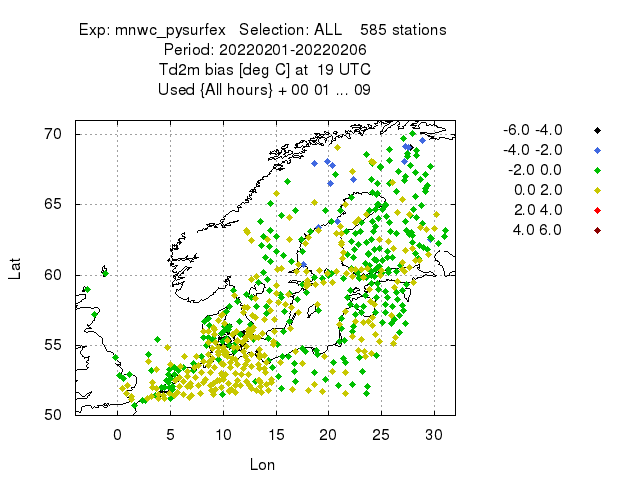 Exp: mnwc_pysurfex   Selection: ALL    585 stations
Period: 20220201-20220206
Td2m bias [deg C] at  19 UTC
Used {All hours} + 00 01 ... 09
70
65
60
55
50
0 5 10 15 20 25 30
Lat
Lon
-6.0 -4.0
-4.0 -2.0
-2.0 0.0
0.0 2.0
2.0 4.0
4.0 6.0